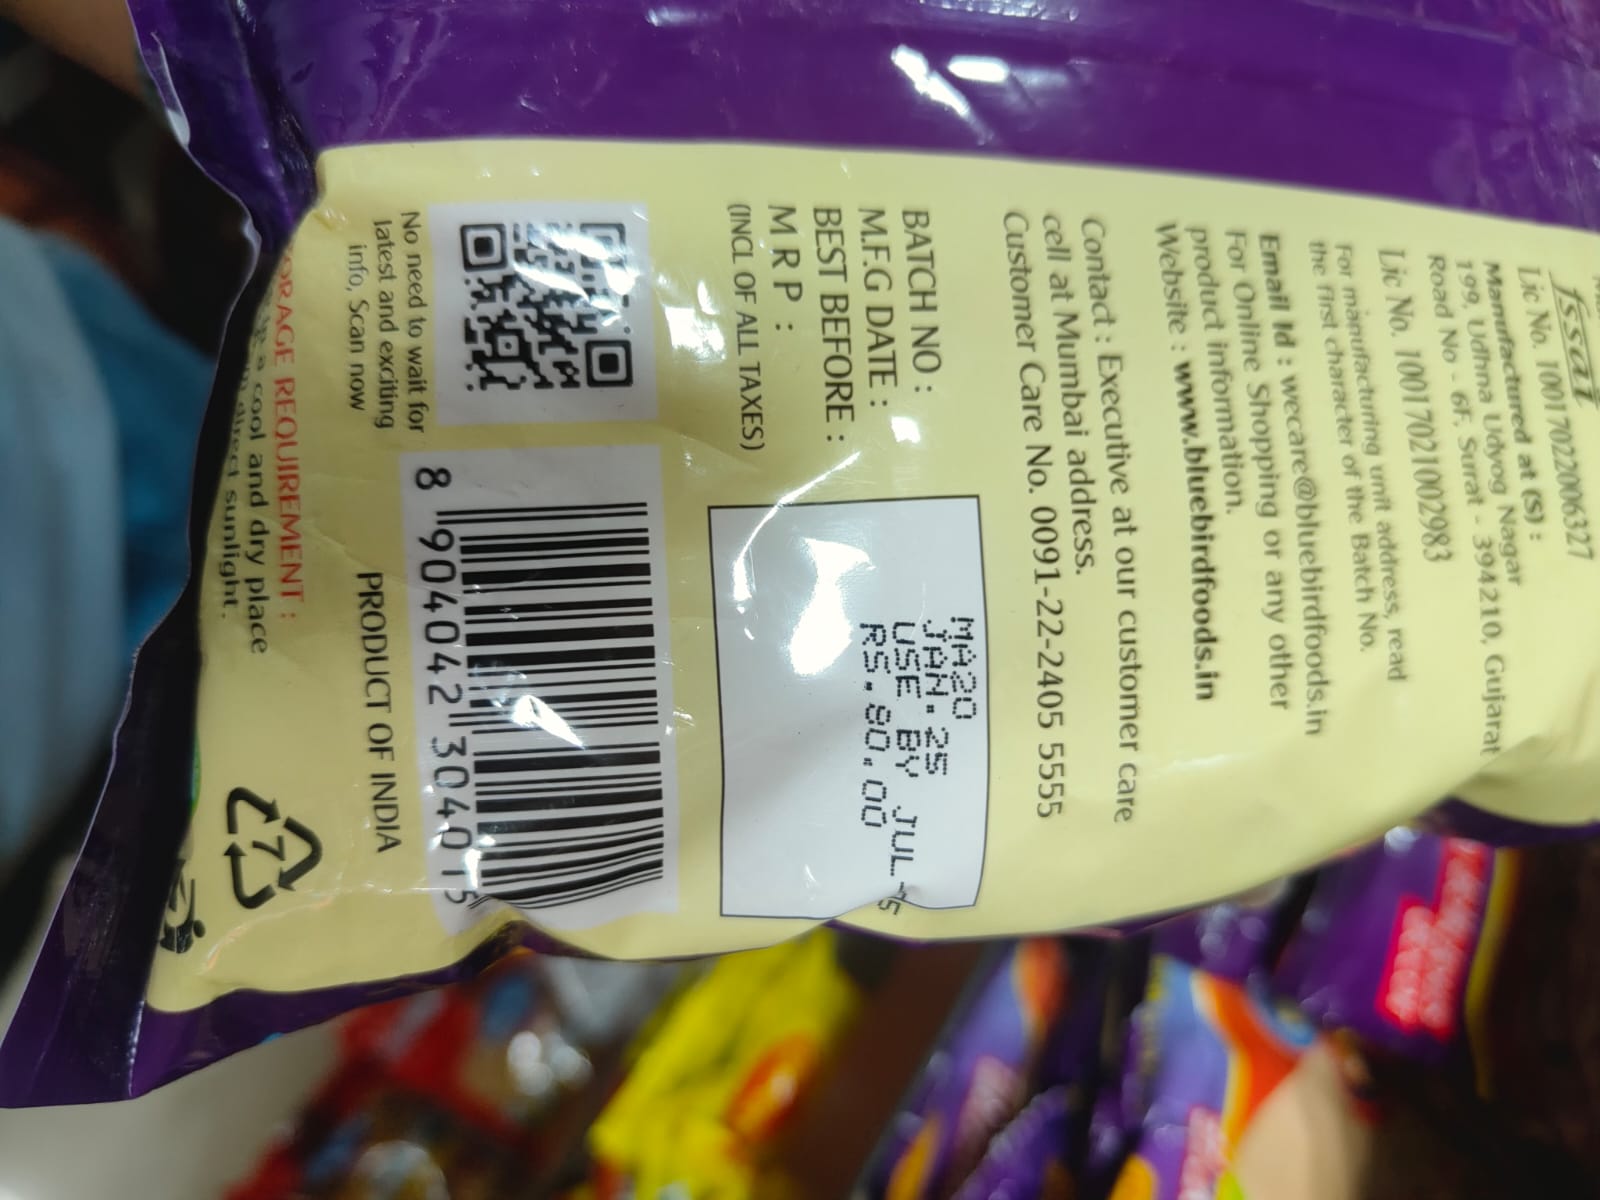 fssai
Lic No. 10017022006327
Manufactured at (S) :
199, Udhna Udyog Nagar
Road No - 6F, Surat - 394210, Gujarat
Lic No. 10017021002983
For manufacturing unit address, read
the first character of the Batch No.
Email Id : wecare@bluebirdfoods.in
For Online Shopping or any other
product information.
Website : www.bluebirdfoods.in
Contact : Executive at our customer care
cell at Mumbai address.
Customer Care No. 0091-22-2405 5555
BATCH NO :
M.F.G DATE :
BEST BEFORE :
M R P :
(INCL OF ALL TAXES)
MA20
JAN.25
USE BY JUL
RS.80.00
No need to wait for
latest and exciting
info, Scan now
8 904042 304015
PRODUCT OF INDIA
REQUIREMENT :
a cool and dry place
direct sunlight.
7